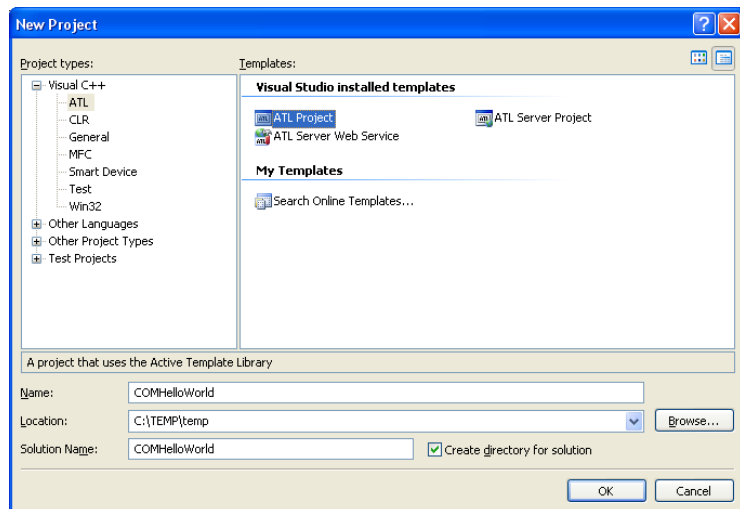 New Project
Project types:
Templates:
Visual C++
ATL
CLR
General
MFC
Smart Device
Test
Win32
Other Languages
Other Project Types
Test Projects
Visual Studio installed templates
ATL Project
ATL Server Project
ATL Server Web Service
My Templates
Search Online Templates...
A project that uses the Active Template Library
Name:
COMHelloWorld
Location:
C:\TEMP\temp
Browse...
Solution Name:
COMHelloWorld
Create directory for solution
OK
Cancel